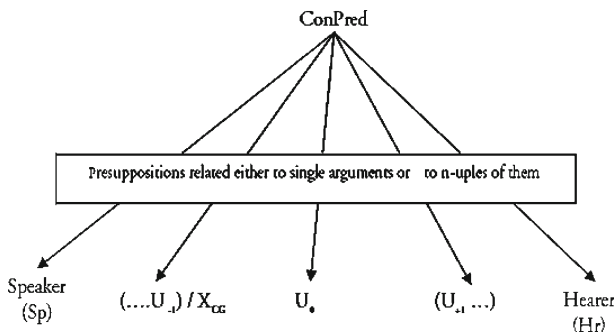 ConPred
Presuppositions related either to single arguments or to n-uples of them
Speaker
(Sp)
(....U₋₁) / X_CG
U₀
(U₊₁ ...)
Hearer
(Hr)